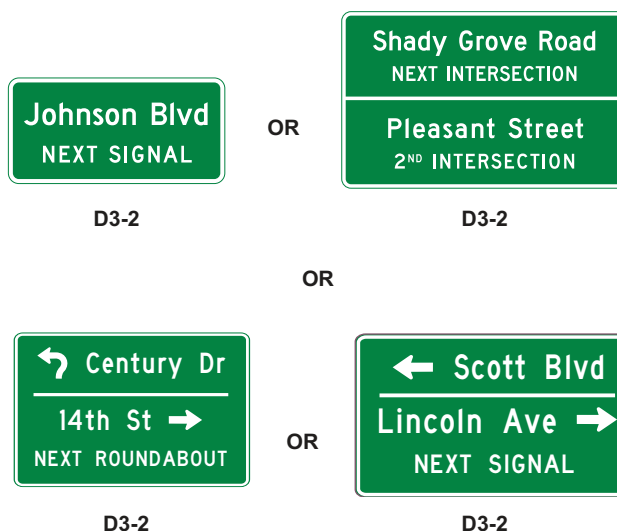 Johnson Blvd
NEXT SIGNAL
D3-2
OR
Shady Grove Road
NEXT INTERSECTION
Pleasant Street
2ND INTERSECTION
D3-2
OR
Century Dr
14th St
NEXT ROUNDABOUT
D3-2
OR
Scott Blvd
Lincoln Ave
NEXT SIGNAL
D3-2